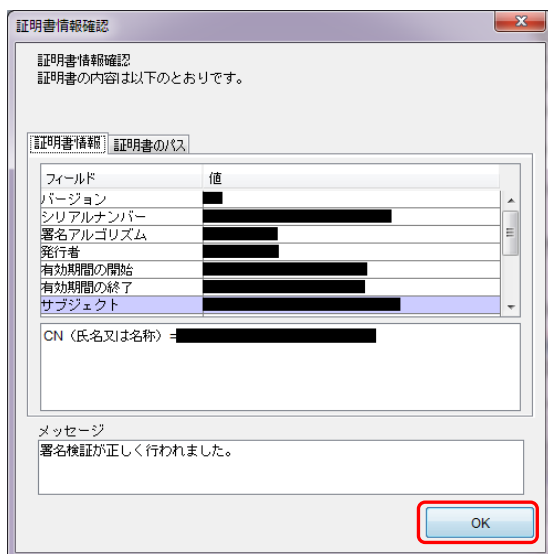 証明書情報確認
証明書情報確認
証明書の内容は以下のとおりです。
証明書情報 証明書のパス
フィールド 値
バージョン
シリアルナンバー
署名アルゴリズム
発行者
有効期間の開始
有効期間の終了
サブジェクト
CN（氏名又は名称）=
メッセージ
署名検証が正しく行われました。
OK